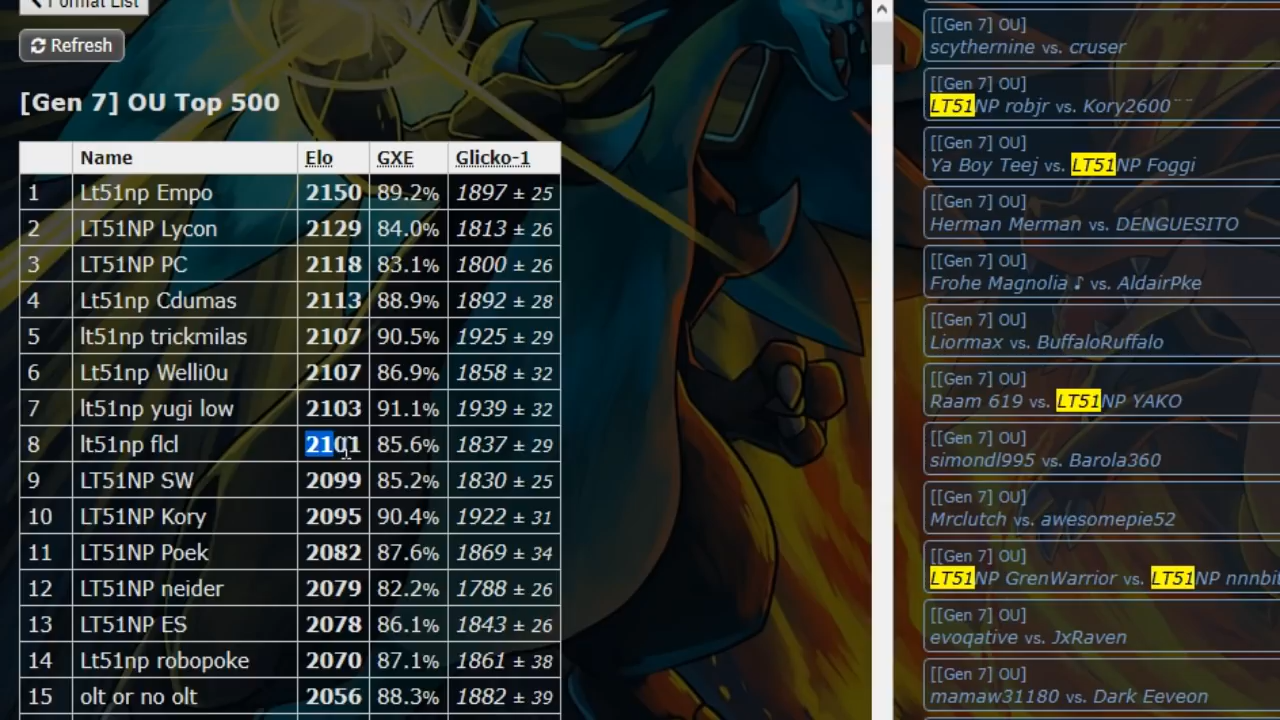 Format List
Refresh
[Gen 7] OU Top 500
Name Elo GXE Glicko-1
1 Lt51np Empo 2150 89.2% 1897 ± 25
2 LT51NP Lycon 2129 84.0% 1813 ± 26
3 LT51NP PC 2118 83.1% 1800 ± 26
4 Lt51np Cdumas 2113 88.9% 1892 ± 28
5 lt51np trickmilas 2107 90.5% 1925 ± 29
6 Lt51np Welli0u 2107 86.9% 1858 ± 32
7 lt51np yugi low 2103 91.1% 1939 ± 32
8 lt51np flcl 2101 85.6% 1837 ± 29
9 LT51NP SW 2099 85.2% 1830 ± 25
10 LT51NP Kory 2095 90.4% 1922 ± 31
11 LT51NP Poek 2082 87.6% 1869 ± 34
12 LT51NP neider 2079 82.2% 1788 ± 26
13 LT51NP ES 2078 86.1% 1843 ± 26
14 Lt51np robopoke 2070 87.1% 1861 ± 38
15 olt or no olt 2056 88.3% 1882 ± 39
[[Gen 7] OU]
scythernine vs. cruser
[[Gen 7] OU]
LT51NP robjr vs. Kory2600˜˜
[[Gen 7] OU]
Ya Boy Teej vs. LT51NP Foggi
[[Gen 7] OU]
Herman Merman vs. DENGUESITO
[[Gen 7] OU]
Frohe Magnolia ♪ vs. AldairPke
[[Gen 7] OU]
Liormax vs. BuffaloRuffalo
[[Gen 7] OU]
Raam 619 vs. LT51NP YAKO
[[Gen 7] OU]
simondl995 vs. Barola360
[[Gen 7] OU]
Mrclutch vs. awesomepie52
[[Gen 7] OU]
LT51NP GrenWarrior vs. LT51NP nnnbit
[[Gen 7] OU]
evoqative vs. JxRaven
[[Gen 7] OU]
mamaw31180 vs. Dark Eeveon